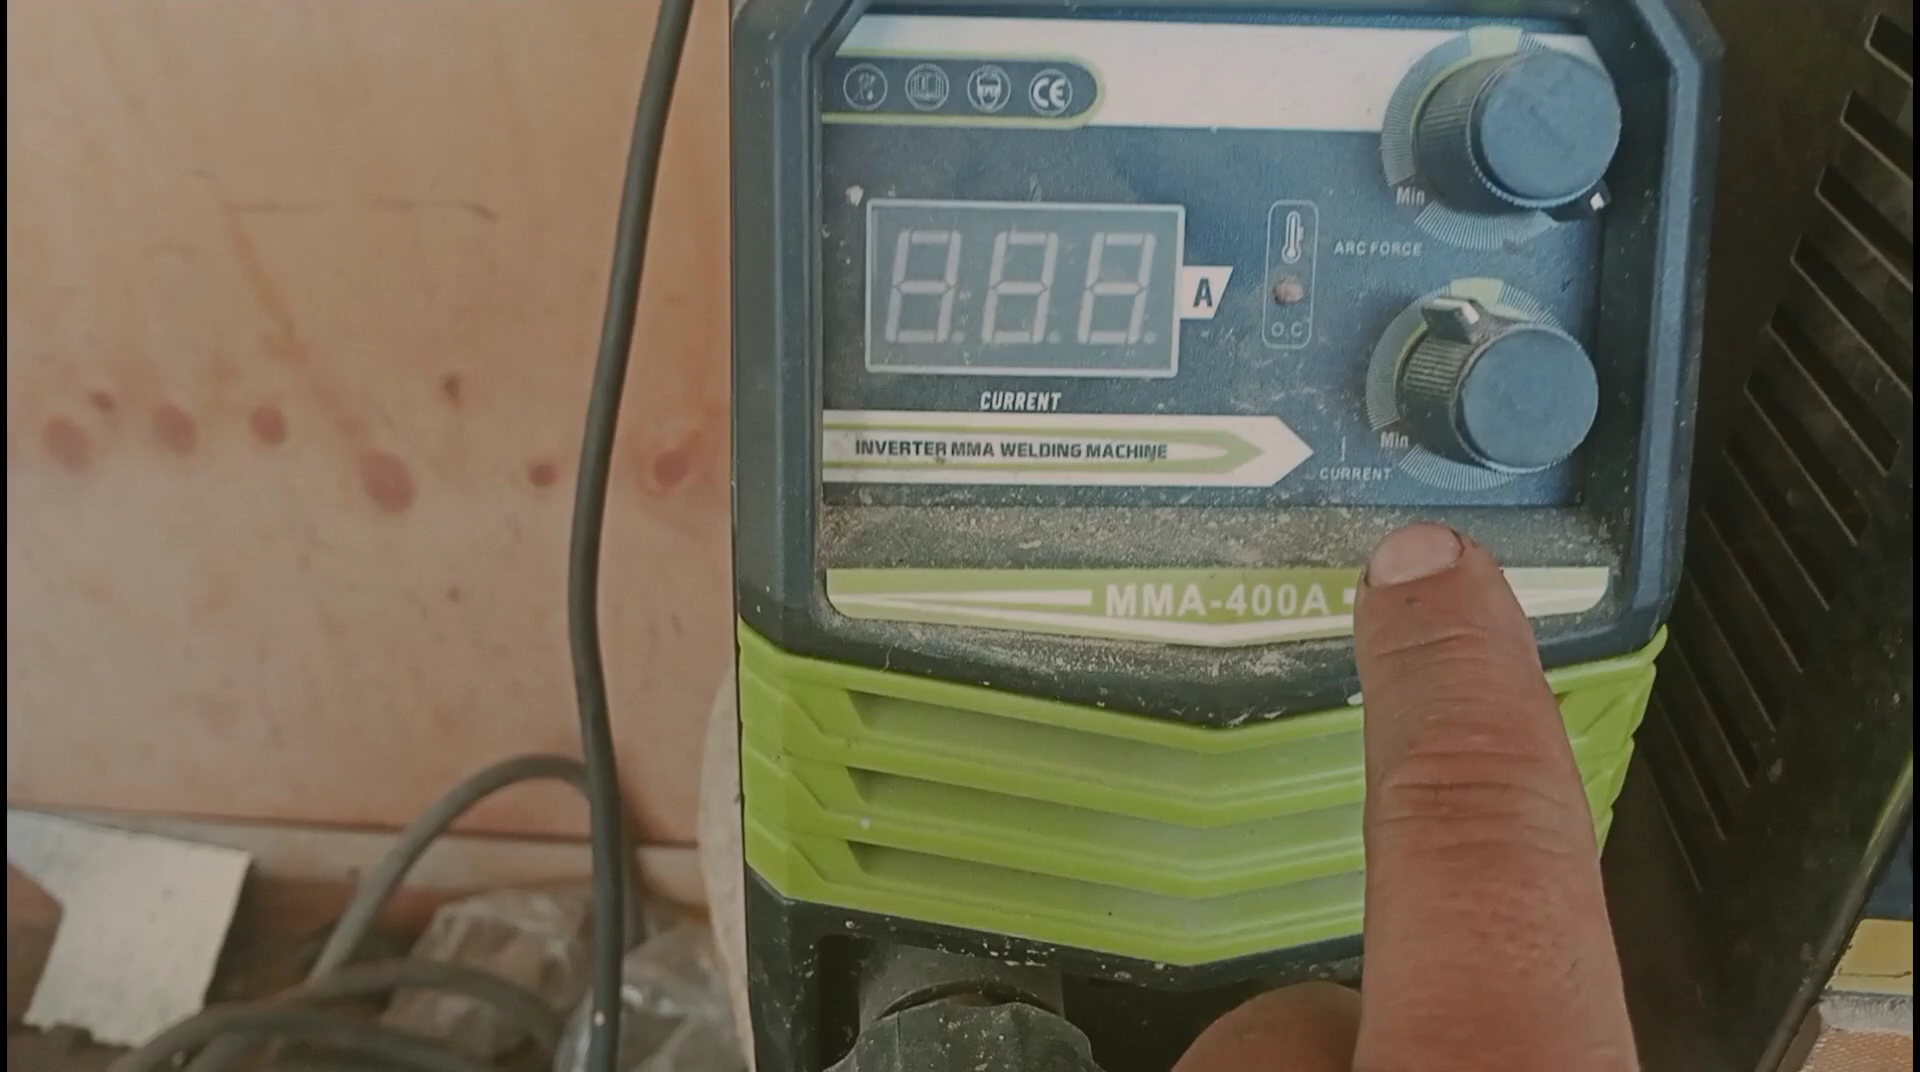 CE
Min
ARC FORCE
A
O.C
CURRENT
Min
INVERTER MMA WELDING MACHINE
CURRENT
MMA-400A